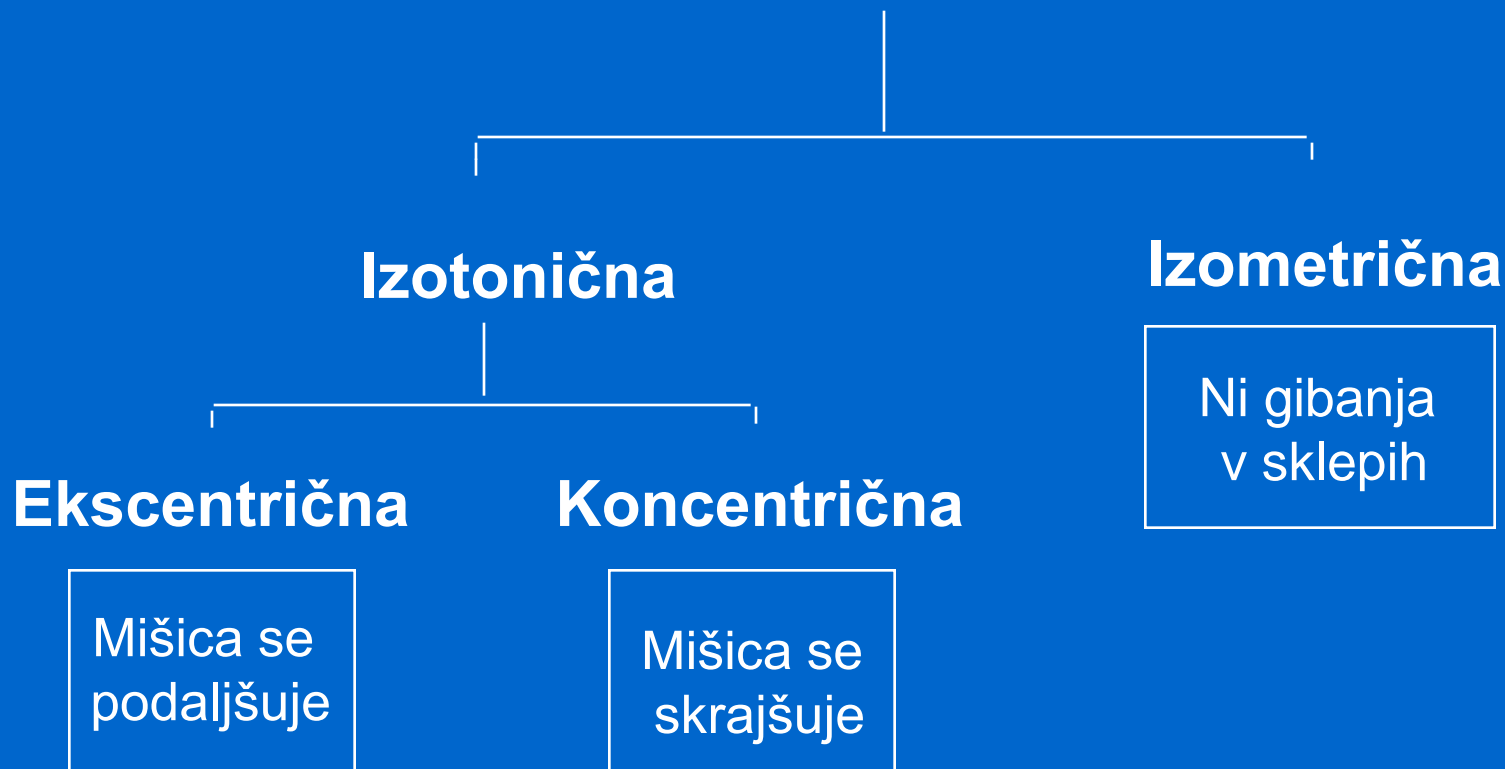 Izotonična
Izometrična
Ni gibanja
v sklepih
Ekscentrična
Koncentrična
Mišica se
podaljšuje
Mišica se
skrajšuje